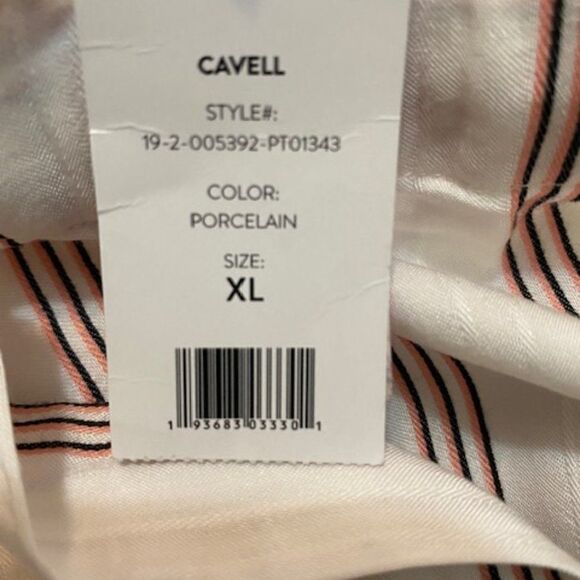 CAVELL
STYLE#:
19-2-005392-PT01343
COLOR:
PORCELAIN
SIZE:
XL
1 93683 03330 1